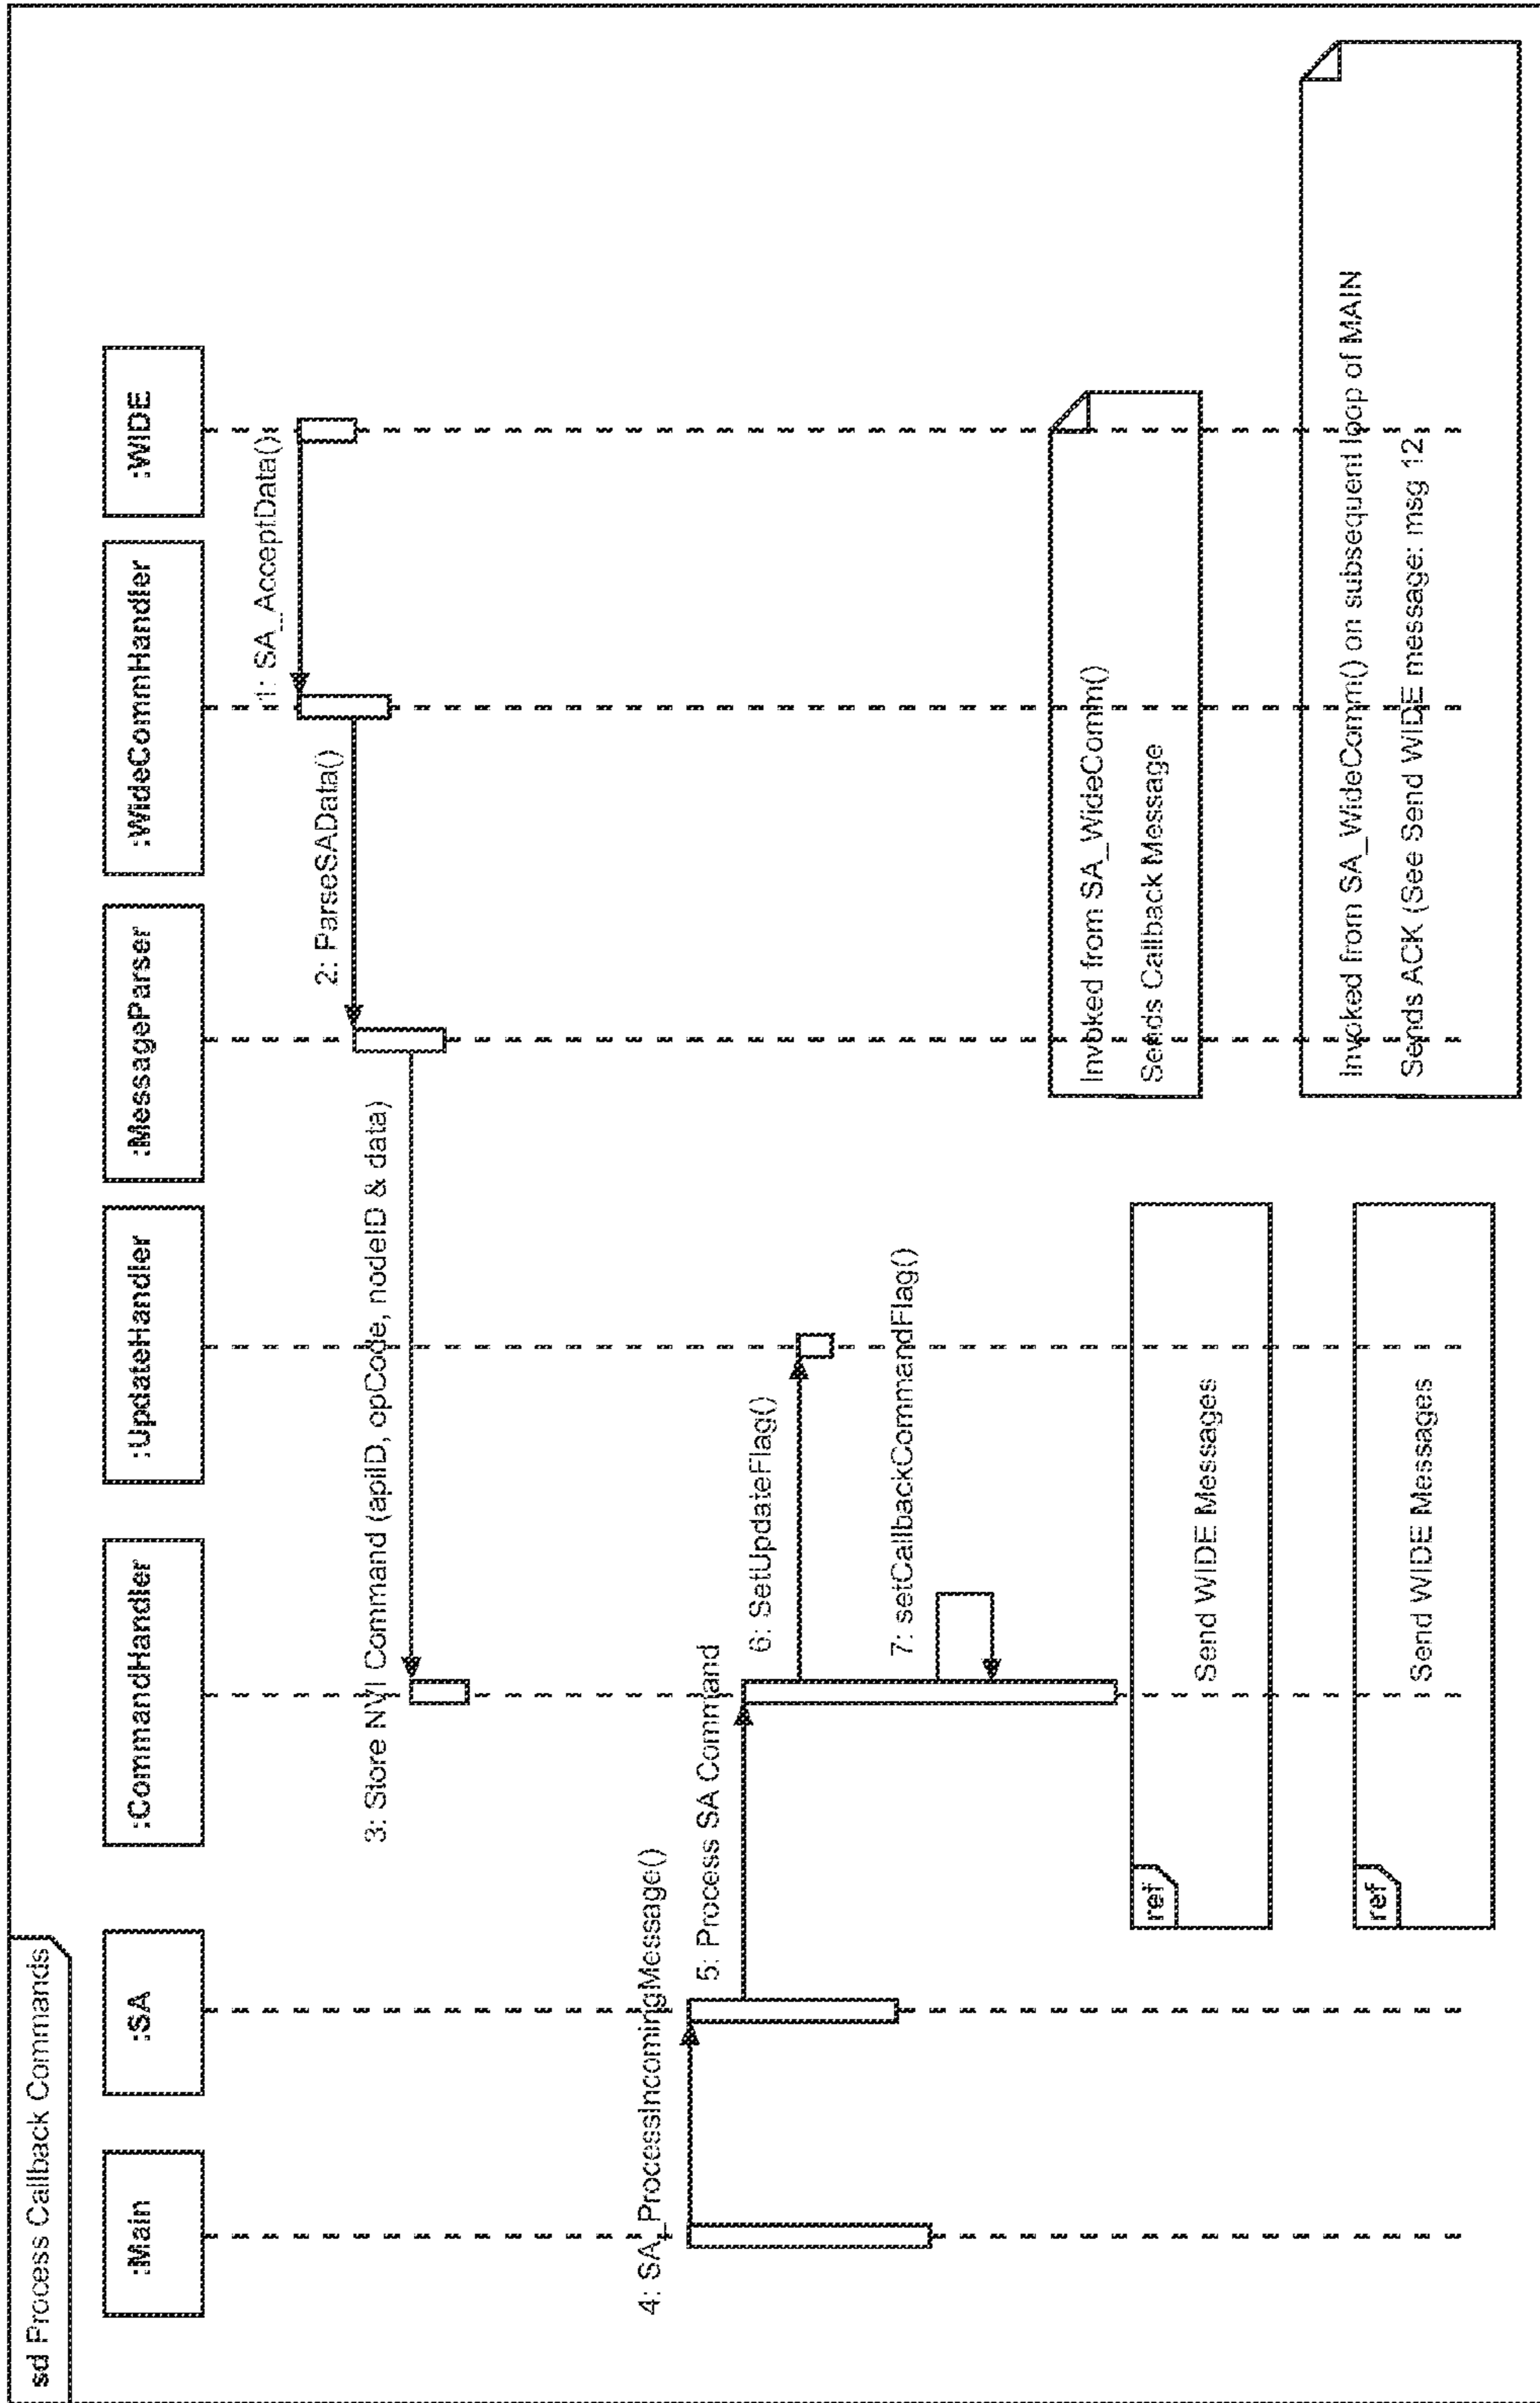 sd Process Callback Commands
:Main
:SA
:CommandHandler
:UpdateHandler
:MessageParser
:WideCommHandler
:WIDE
1: SA_AcceptData()
2: ParseSAData()
3: Store NVI Command (apiID, opCode, nodeID & data)
4: SA_ProcessIncomingMessage()
5: Process SA Command
6: SetUpdateFlag()
7: setCallbackCommandFlag()
Invoked from SA_WideComm()
Sends Callback Message
ref
Send WIDE Messages
Invoked from SA_WideComm() on subsequent loop of MAIN
Sends ACK (See Send WIDE message: msg 12
ref
Send WIDE Messages